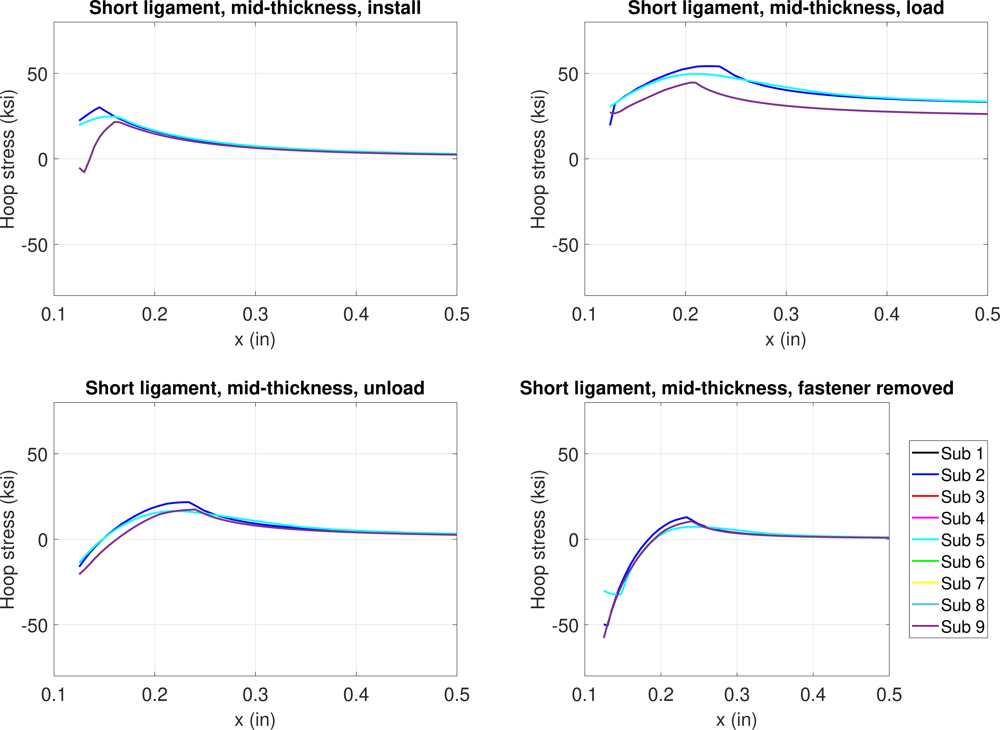 Short ligament, mid-thickness, install
50
0
-50
Hoop stress (ksi)
0.1 0.2 0.3 0.4 0.5
x (in)
Short ligament, mid-thickness, load
50
0
-50
Hoop stress (ksi)
0.1 0.2 0.3 0.4 0.5
x (in)
Short ligament, mid-thickness, unload
50
0
-50
Hoop stress (ksi)
0.1 0.2 0.3 0.4 0.5
x (in)
Short ligament, mid-thickness, fastener removed
50
0
-50
Hoop stress (ksi)
0.1 0.2 0.3 0.4 0.5
x (in)
Sub 1
Sub 2
Sub 3
Sub 4
Sub 5
Sub 6
Sub 7
Sub 8
Sub 9